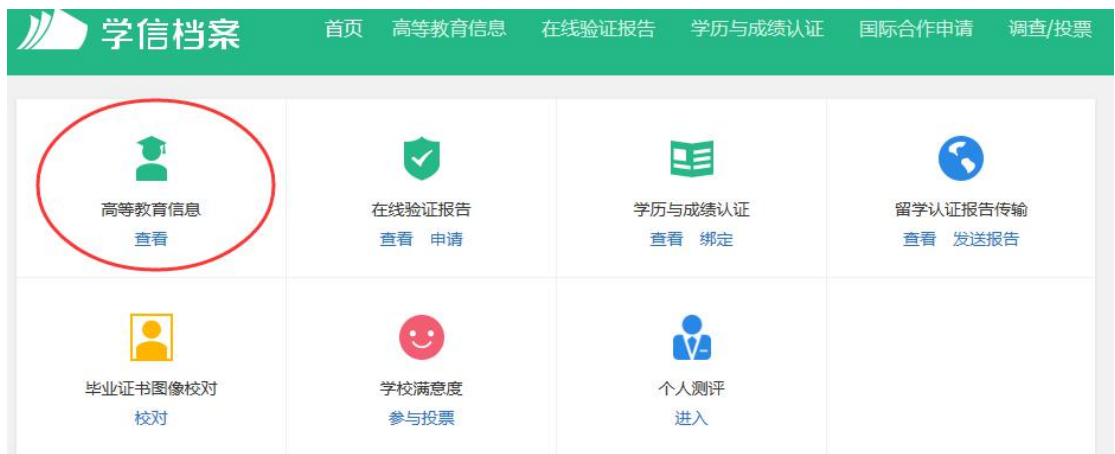 学信档案 首页 高等教育信息 在线验证报告 学历与成绩认证 国际合作申请 调查/投票
高等教育信息 在线验证报告 学历与成绩认证 留学认证报告传输
查看 查看 申请 查看 绑定 查看 发送报告
毕业证书图像校对 学校满意度 个人测评
校对 参与投票 进入